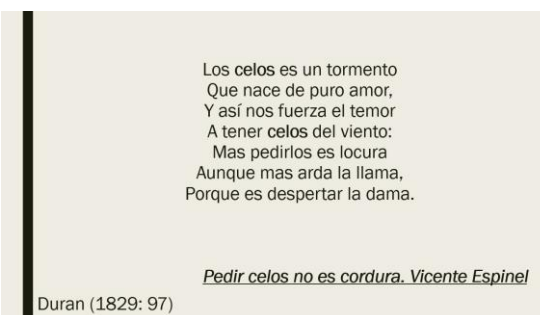 Los celos es un tormento
Que nace de puro amor,
Y así nos fuerza el temor
A tener celos del viento:
Mas pedirlos es locura
Aunque mas arda la llama,
Porque es despertar la dama.
Pedir celos no es cordura. Vicente Espinel
Duran (1829: 97)